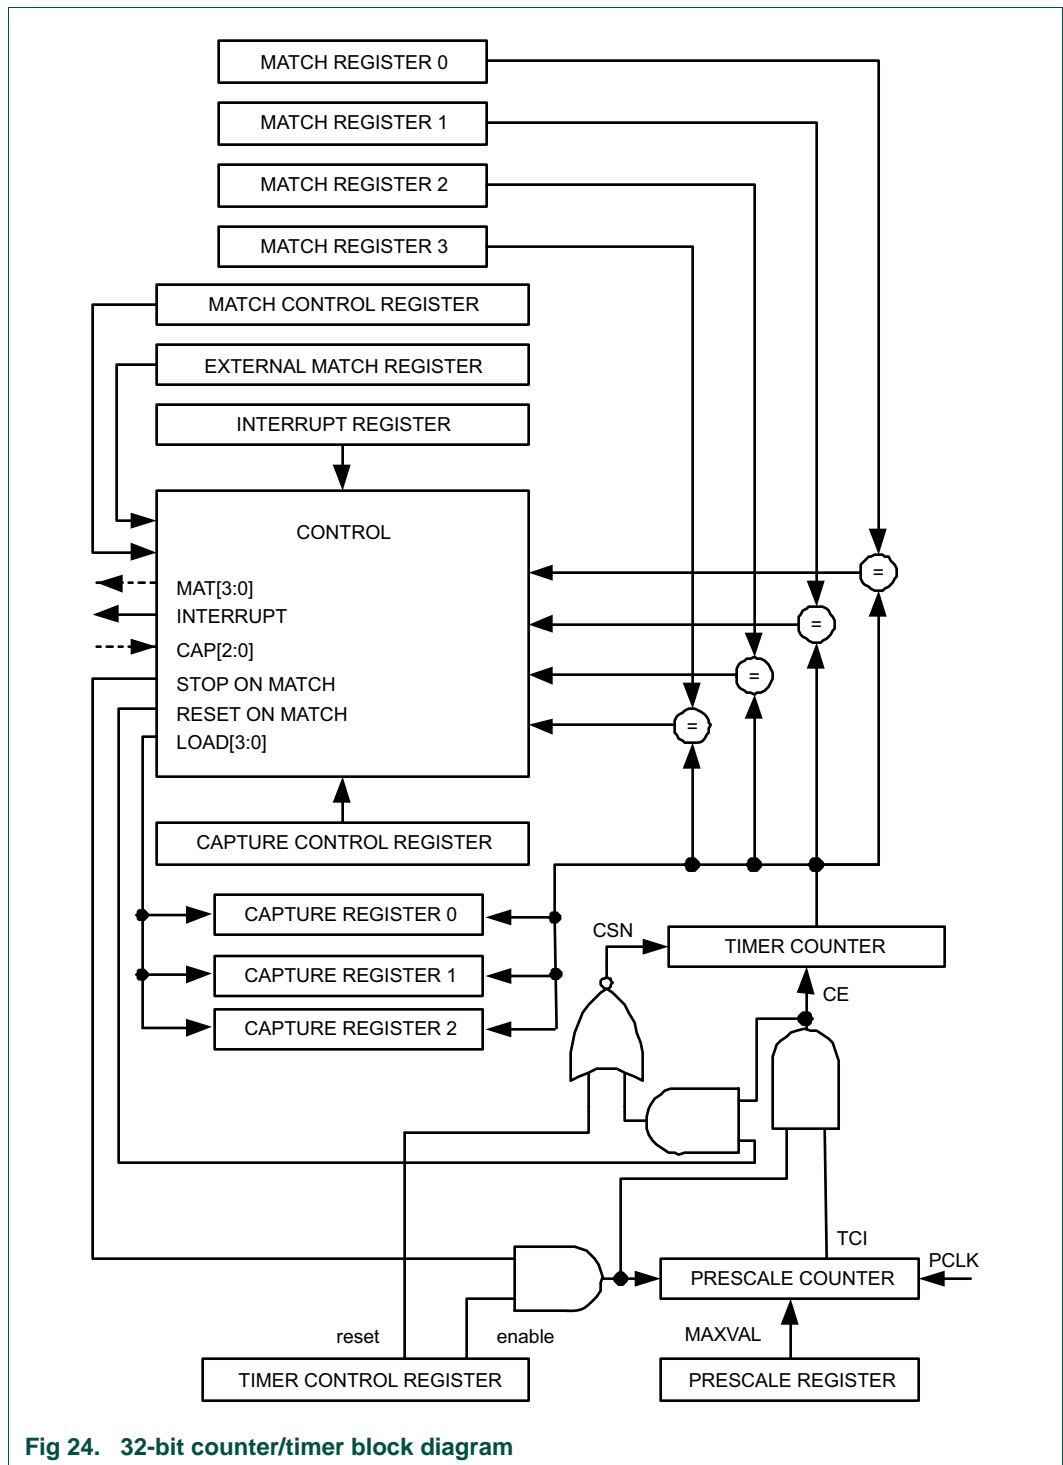 MATCH REGISTER 0
MATCH REGISTER 1
MATCH REGISTER 2
MATCH REGISTER 3
MATCH CONTROL REGISTER
EXTERNAL MATCH REGISTER
INTERRUPT REGISTER
CONTROL
MAT[3:0]
INTERRUPT
CAP[2:0]
STOP ON MATCH
RESET ON MATCH
LOAD[3:0]
=
=
=
=
CAPTURE CONTROL REGISTER
CAPTURE REGISTER 0
CAPTURE REGISTER 1
CAPTURE REGISTER 2
CSN
TIMER COUNTER
CE
TCI
PCLK
PRESCALE COUNTER
reset
enable
MAXVAL
TIMER CONTROL REGISTER
PRESCALE REGISTER
Fig 24. 32-bit counter/timer block diagram